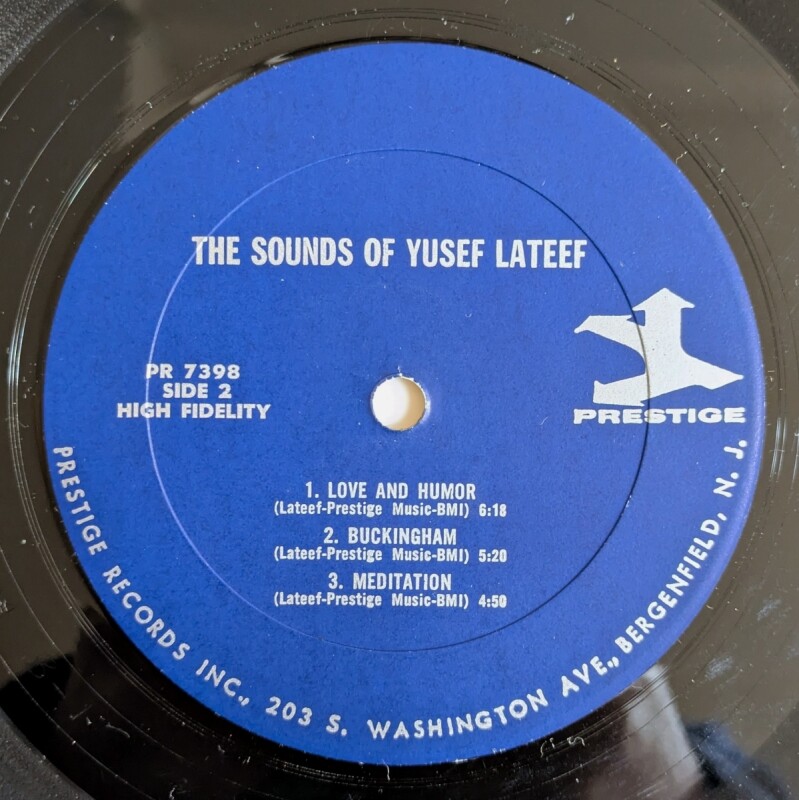 THE SOUNDS OF YUSEF LATEEF
PR 7398
SIDE 2
HIGH FIDELITY
PRESTIGE
1. LOVE AND HUMOR
(Lateef-Prestige Music-BMI) 6:18
2. BUCKINGHAM
(Lateef-Prestige Music-BMI) 5:20
3. MEDITATION
(Lateef-Prestige Music-BMI) 4:50
PRESTIGE RECORDS INC., 203 S. WASHINGTON AVE., BERGENFIELD, N. J.